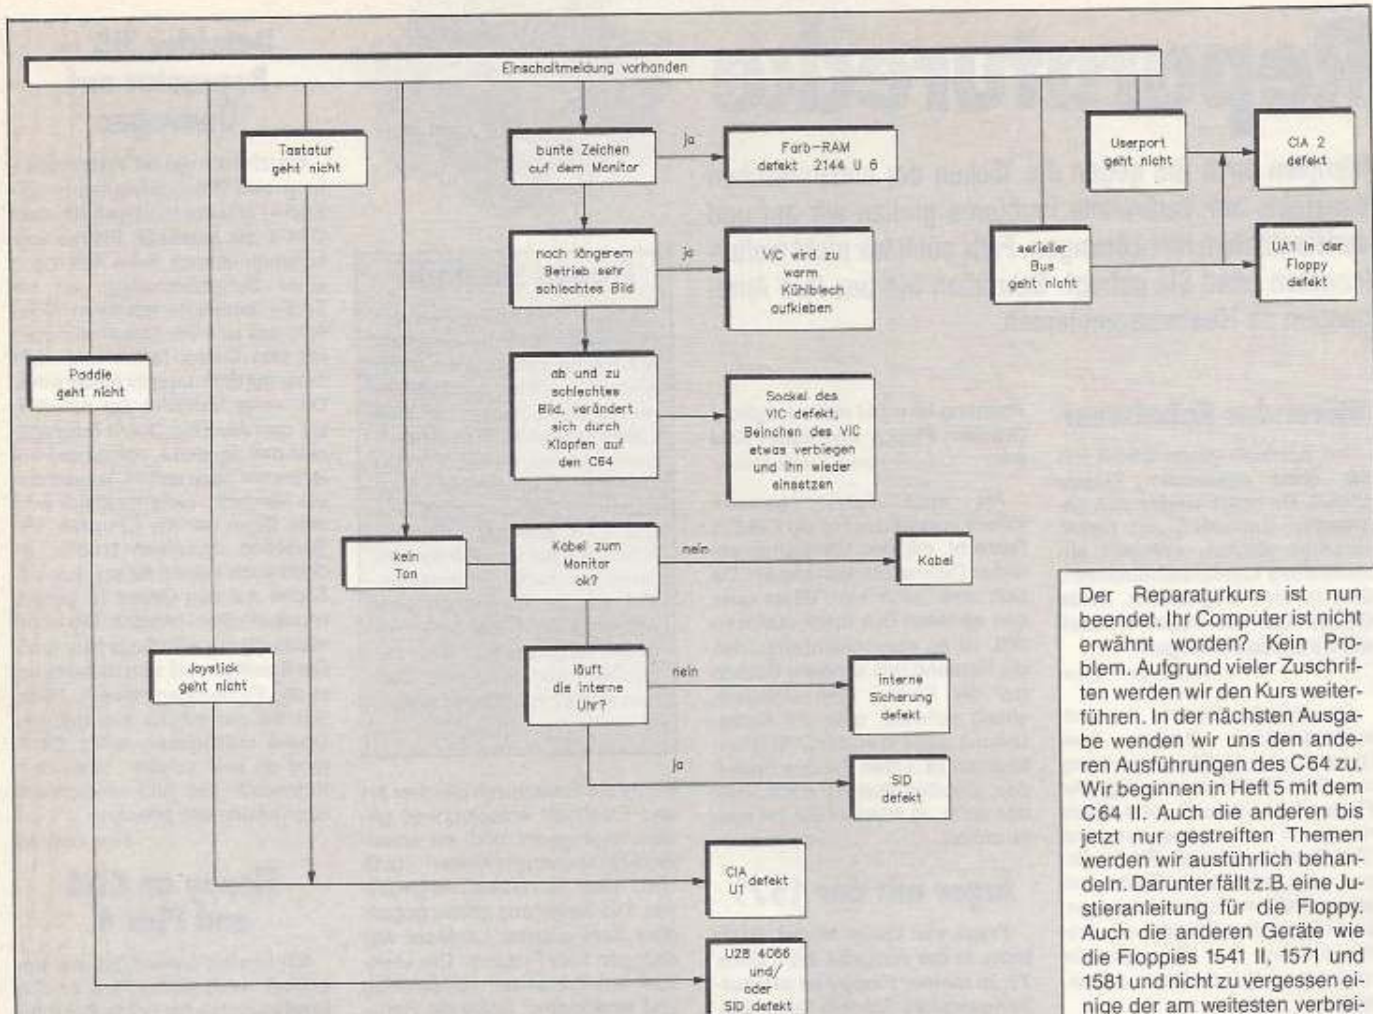 Einschaltmeldung vorhanden
Tastatur
geht nicht
bunte Zeichen
auf dem Monitor
ja
Farb-RAM
defekt 2144 U 6
Userport
geht nicht
CIA 2
defekt
nach längerem
Betrieb sehr
schlechtes Bild
ja
VIC wird zu
warm
Kühlblech
aufkleben
serieller
Bus
geht nicht
UA1 in der
Floppy
defekt
Paddle
geht nicht
ab und zu
schlechtes
Bild, verändert
sich durch
Klopfen auf
den C64
Sockel des
VIC defekt,
Beinchen des VIC
etwas verbiegen
und ihn wieder
einsetzen
kein
Ton
Kabel zum
Monitor
ok?
nein
Kabel
Joystick
geht nicht
läuft
die interne
Uhr?
nein
interne
Sicherung
defekt
ja
SID
defekt
CIA
U1 defekt
U28 4066
und/
oder
SID defekt
Der Reparaturkurs ist nun
beendet. Ihr Computer ist nicht
erwähnt worden? Kein Pro-
blem. Aufgrund vieler Zuschrif-
ten werden wir den Kurs weiter-
führen. In der nächsten Ausga-
be wenden wir uns den ande-
ren Ausführungen des C 64 zu.
Wir beginnen in Heft 5 mit dem
C 64 II. Auch die anderen bis
jetzt nur gestreiften Themen
werden wir ausführlich behan-
deln. Darunter fällt z.B. eine Ju-
stieranleitung für die Floppy.
Auch die anderen Geräte wie
die Floppies 1541 II, 1571 und
1581 und nicht zu vergessen ei-
nige der am weitesten verbrei-